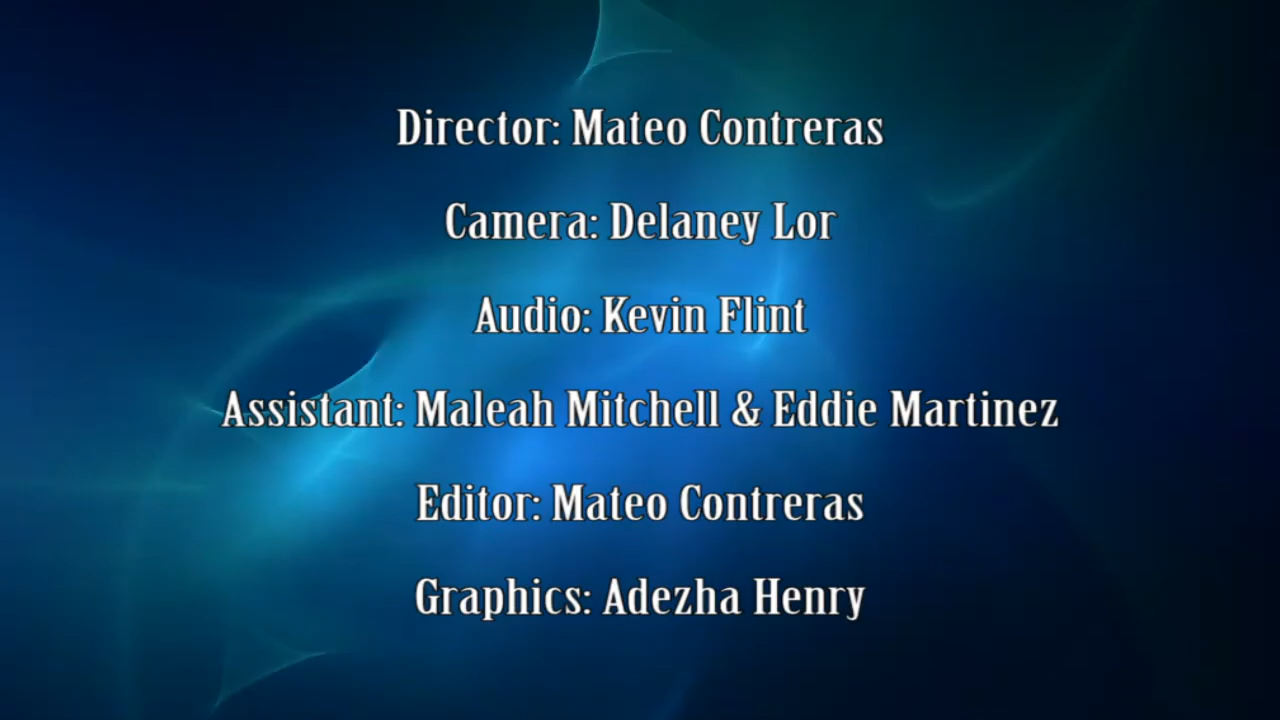 Director: Mateo Contreras
Camera: Delaney Lor
Audio: Kevin Flint
Assistant: Maleah Mitchell & Eddie Martinez
Editor: Mateo Contreras
Graphics: Adezha Henry